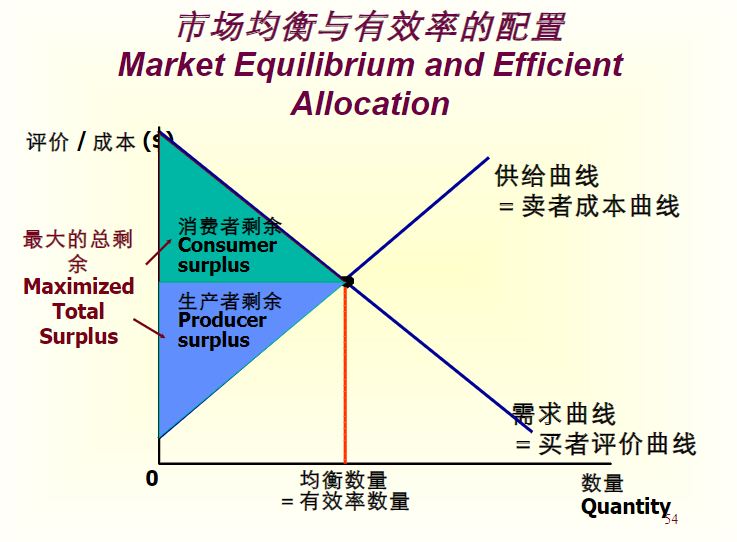 市场均衡与有效率的配置
Market Equilibrium and Efficient
Allocation
评价 / 成本 ($)
供给曲线
= 卖者成本曲线
消费者剩余
Consumer
surplus
最大的总剩
余
Maximized
Total
Surplus
生产者剩余
Producer
surplus
需求曲线
= 买者评价曲线
0
均衡数量
= 有效率数量
数量
Quantity
54